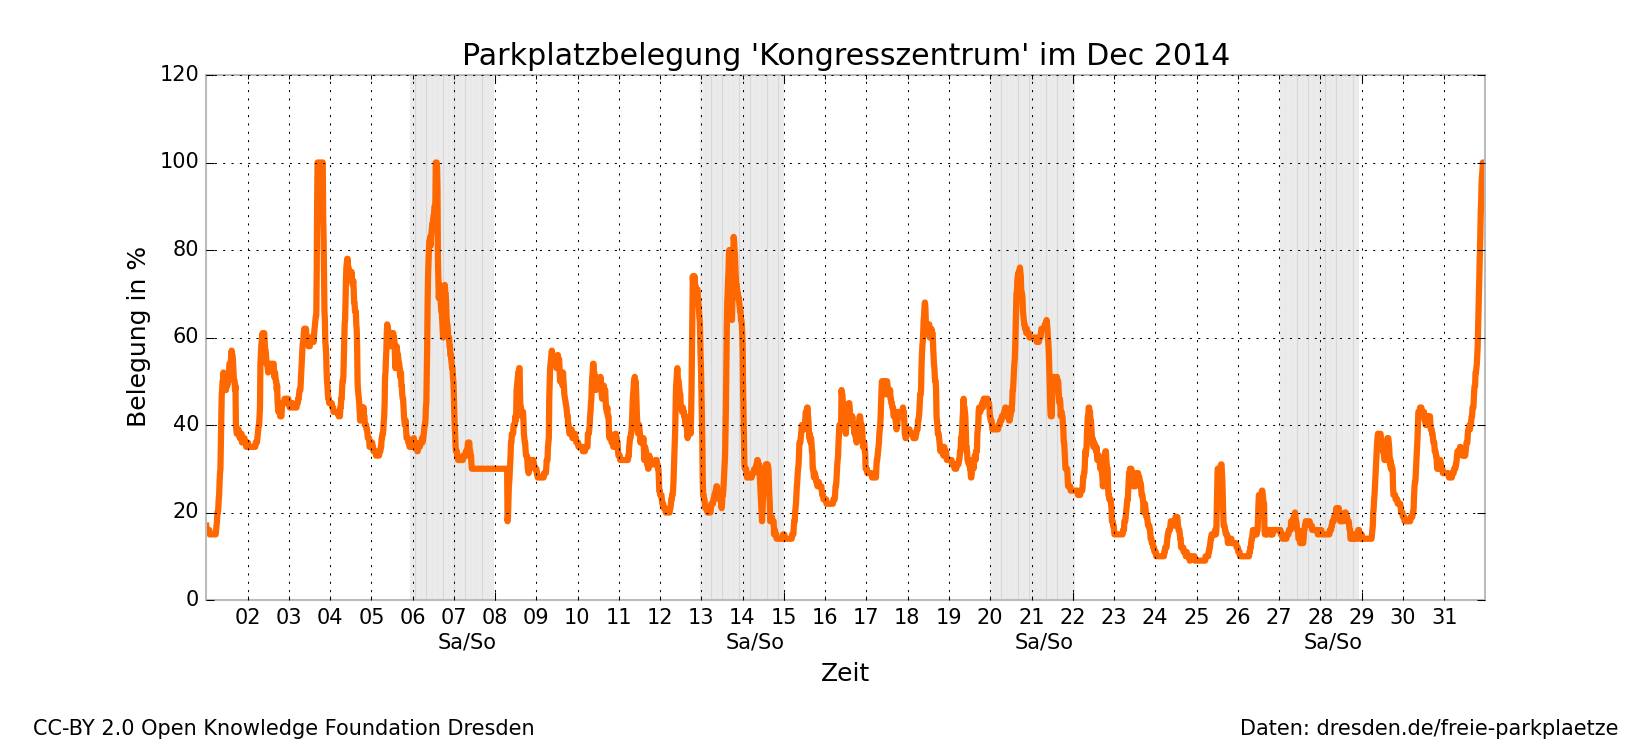 Parkplatzbelegung 'Kongresszentrum' im Dec 2014
120
100
80
60
40
20
0
Belegung in %
02 03 04 05 06 07 08 09 10 11 12 13 14 15 16 17 18 19 20 21 22 23 24 25 26 27 28 29 30 31
Sa/So Sa/So Sa/So Sa/So
Zeit
CC-BY 2.0 Open Knowledge Foundation Dresden
Daten: dresden.de/freie-parkplaetze